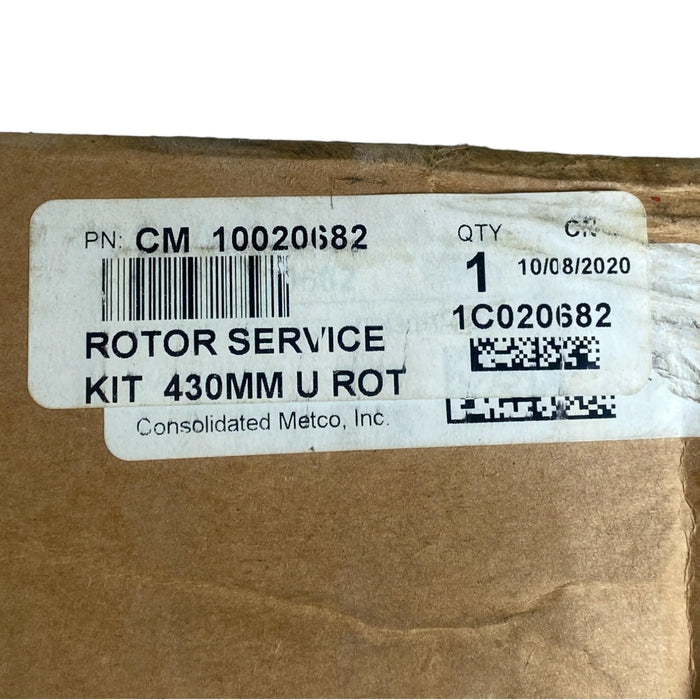 PN: CM 10020682
QTY CR
1 10/08/2020
1C020682
ROTOR SERVICE
KIT 430MM U ROT
Consolidated Metco, Inc.